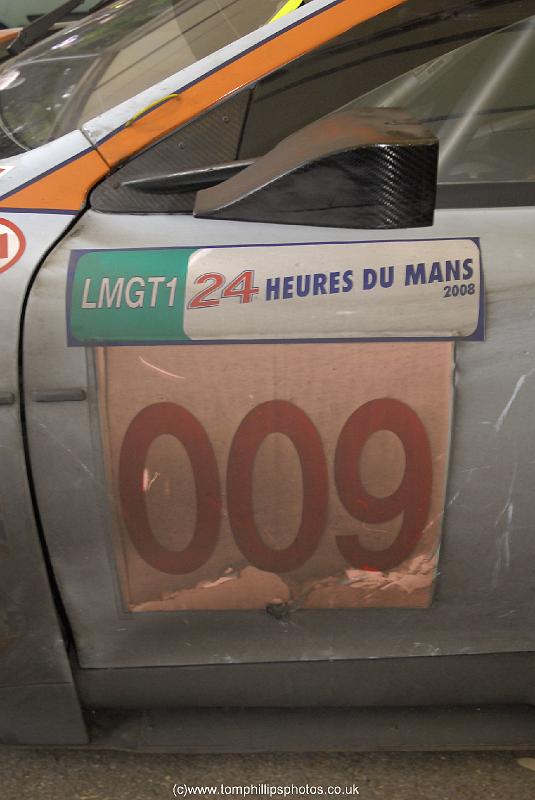 LMGT1 24 HEURES DU MANS
2008
009
(c)www.tomphillipsphotos.co.uk